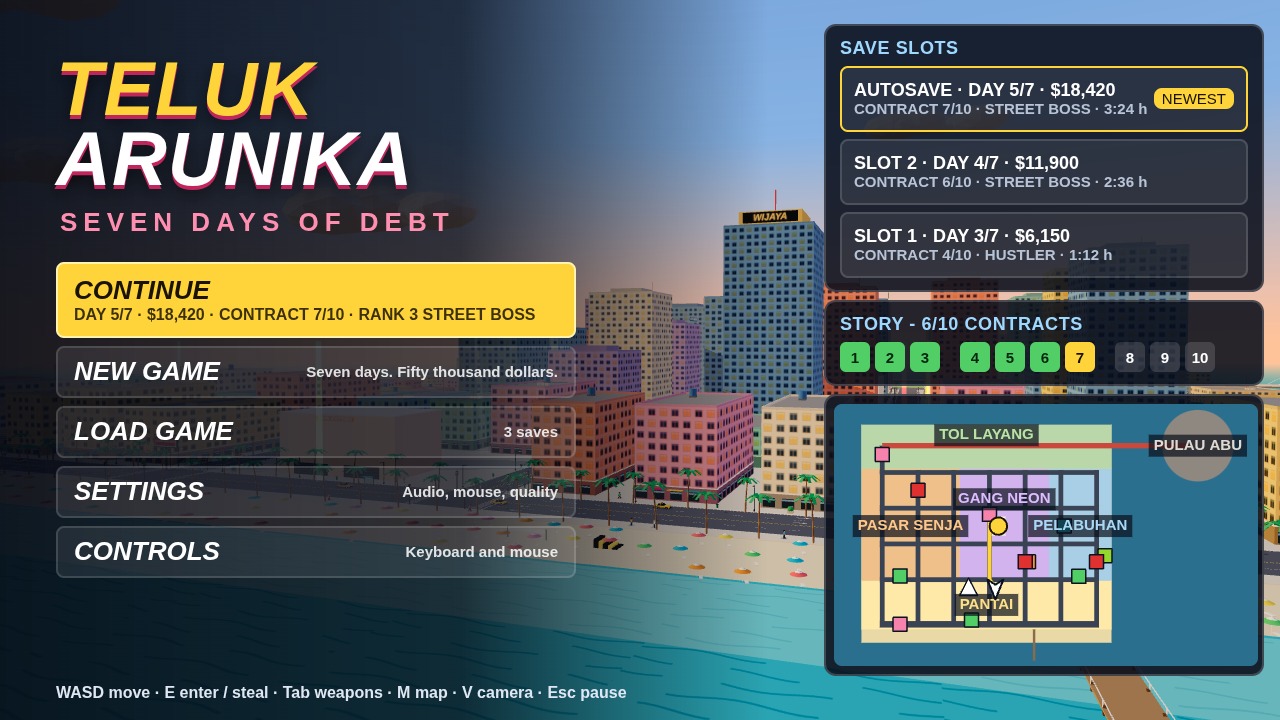 TELUK
ARUNIKA
SEVEN DAYS OF DEBT
CONTINUE
DAY 5/7 · $18,420 · CONTRACT 7/10 · RANK 3 STREET BOSS
NEW GAME
Seven days. Fifty thousand dollars.
LOAD GAME
3 saves
SETTINGS
Audio, mouse, quality
CONTROLS
Keyboard and mouse
WASD move · E enter / steal · Tab weapons · M map · V camera · Esc pause
WIJAYA
SAVE SLOTS
AUTOSAVE · DAY 5/7 · $18,420
CONTRACT 7/10 · STREET BOSS · 3:24 h
NEWEST
SLOT 2 · DAY 4/7 · $11,900
CONTRACT 6/10 · STREET BOSS · 2:36 h
SLOT 1 · DAY 3/7 · $6,150
CONTRACT 4/10 · HUSTLER · 1:12 h
STORY - 6/10 CONTRACTS
1 2 3 4 5 6 7 8 9 10
TOL LAYANG
PULAU ABU
GANG NEON
PASAR SENJA
PELABUHAN
PANTAI